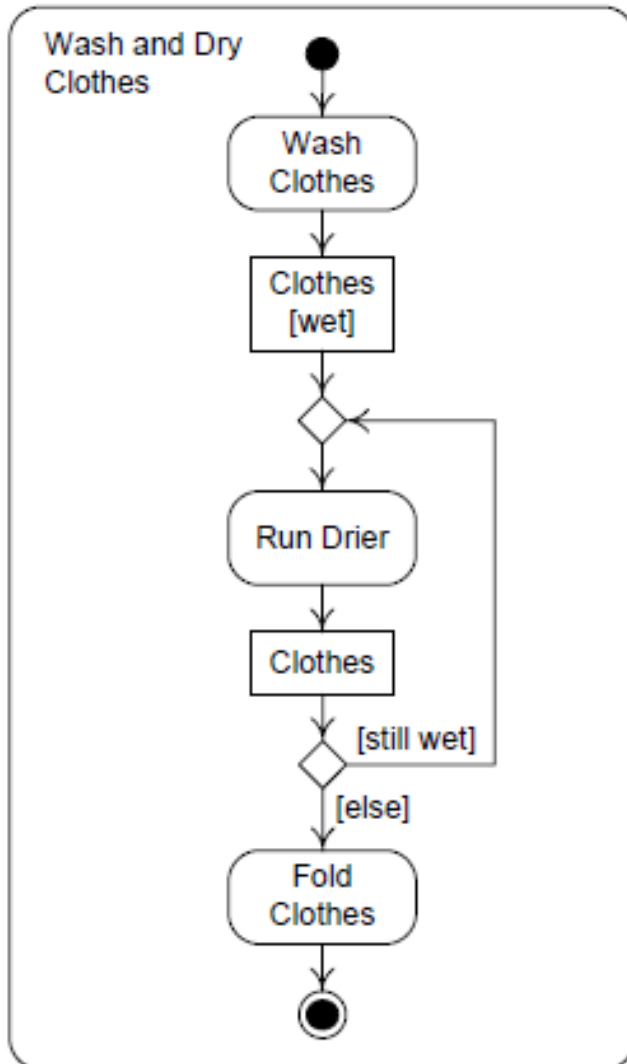 Wash and Dry
Clothes
Wash
Clothes
Clothes
[wet]
Run Drier
Clothes
[still wet]
[else]
Fold
Clothes